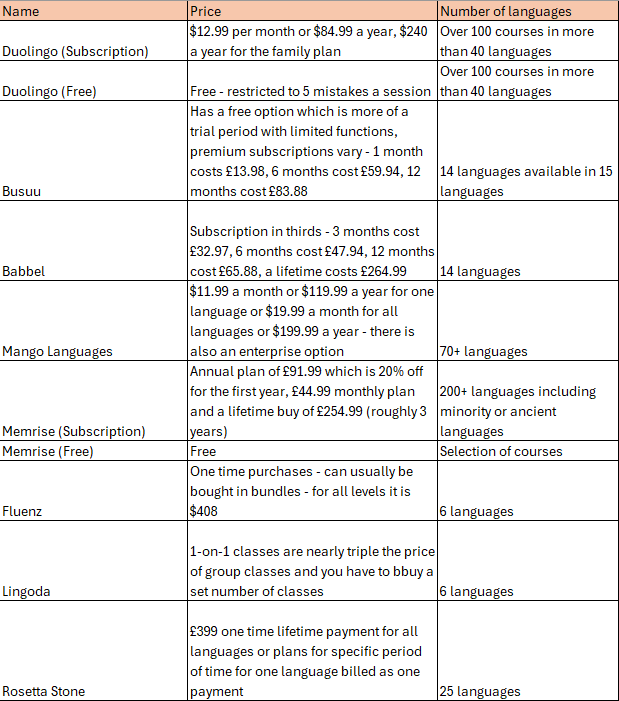 Name Price Number of languages
Duolingo (Subscription) $12.99 per month or $84.99 a year, $240
a year for the family plan Over 100 courses in more
than 40 languages
Duolingo (Free) Free - restricted to 5 mistakes a session Over 100 courses in more
than 40 languages
Busuu Has a free option which is more of a
trial period with limited functions,
premium subscriptions vary - 1 month
costs £13.98, 6 months cost £59.94, 12
months cost £83.88 14 languages available in 15
languages
Babbel Subscription in thirds - 3 months cost
£32.97, 6 months cost £47.94, 12 months
cost £65.88, a lifetime costs £264.99 14 languages
Mango Languages $11.99 a month or $119.99 a year for one
language or $19.99 a month for all
languages or $199.99 a year - there is
also an enterprise option 70+ languages
Memrise (Subscription) Annual plan of £91.99 which is 20% off
for the first year, £44.99 monthly plan
and a lifetime buy of £254.99 (roughly 3
years) 200+ languages including
minority or ancient
languages
Memrise (Free) Free Selection of courses
Fluenz One time purchases - can usually be
bought in bundles - for all levels it is
$408 6 languages
Lingoda 1-on-1 classes are nearly triple the price
of group classes and you have to bbuy a
set number of classes 6 languages
Rosetta Stone £399 one time lifetime payment for all
languages or plans for specific period
of time for one language billed as one
payment 25 languages